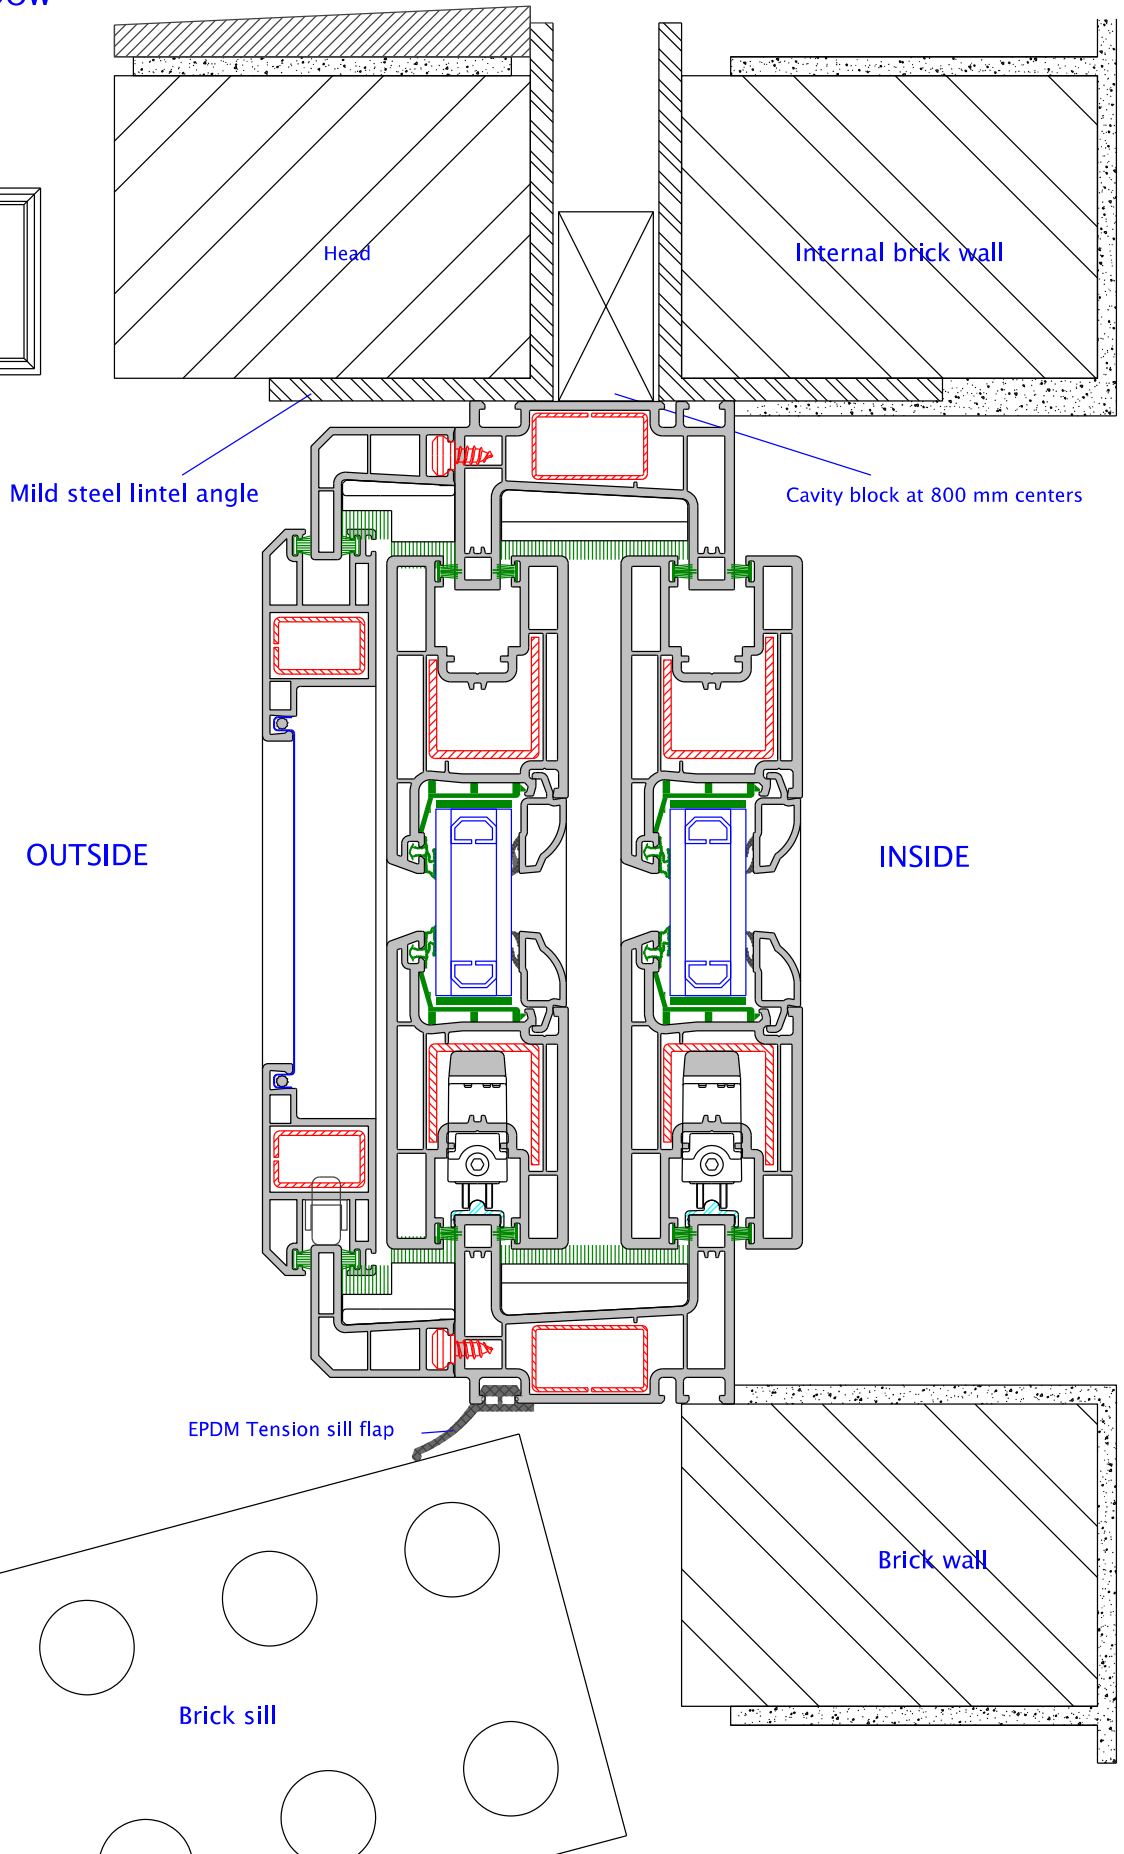 Head
Internal brick wall
Mild steel lintel angle
Cavity block at 800 mm centers
OUTSIDE
INSIDE
EPDM Tension sill flap
Brick wall
Brick sill